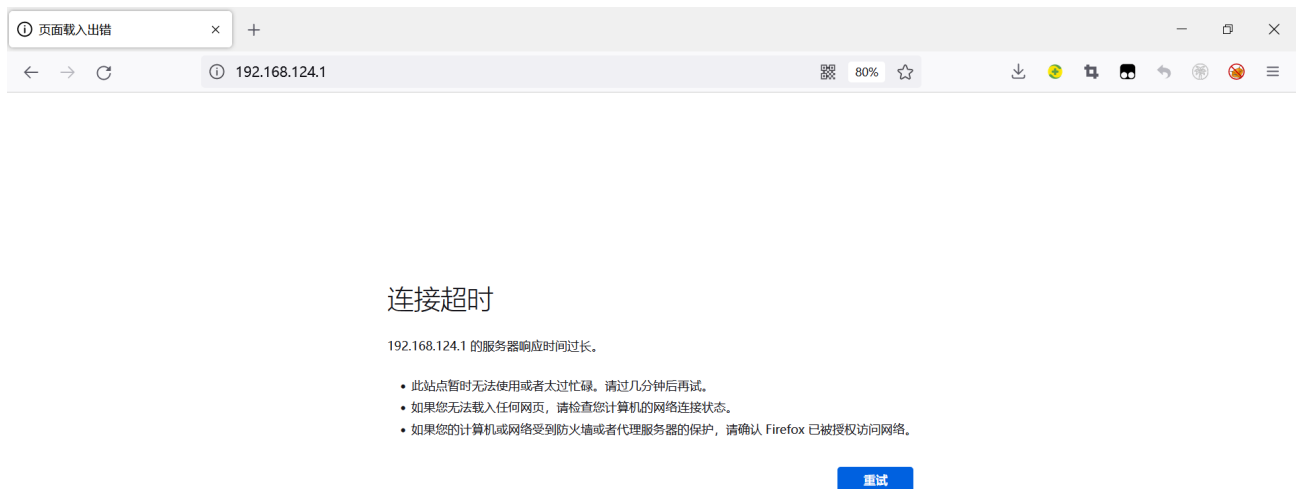 页面载入出错
192.168.124.1
80%
连接超时
192.168.124.1 的服务器响应时间过长。
• 此站点暂时无法使用或者太过忙碌。请过几分钟后再试。
• 如果您无法载入任何网页，请检查您计算机的网络连接状态。
• 如果您的计算机或网络受到防火墙或者代理服务器的保护，请确认 Firefox 已被授权访问网络。
重试